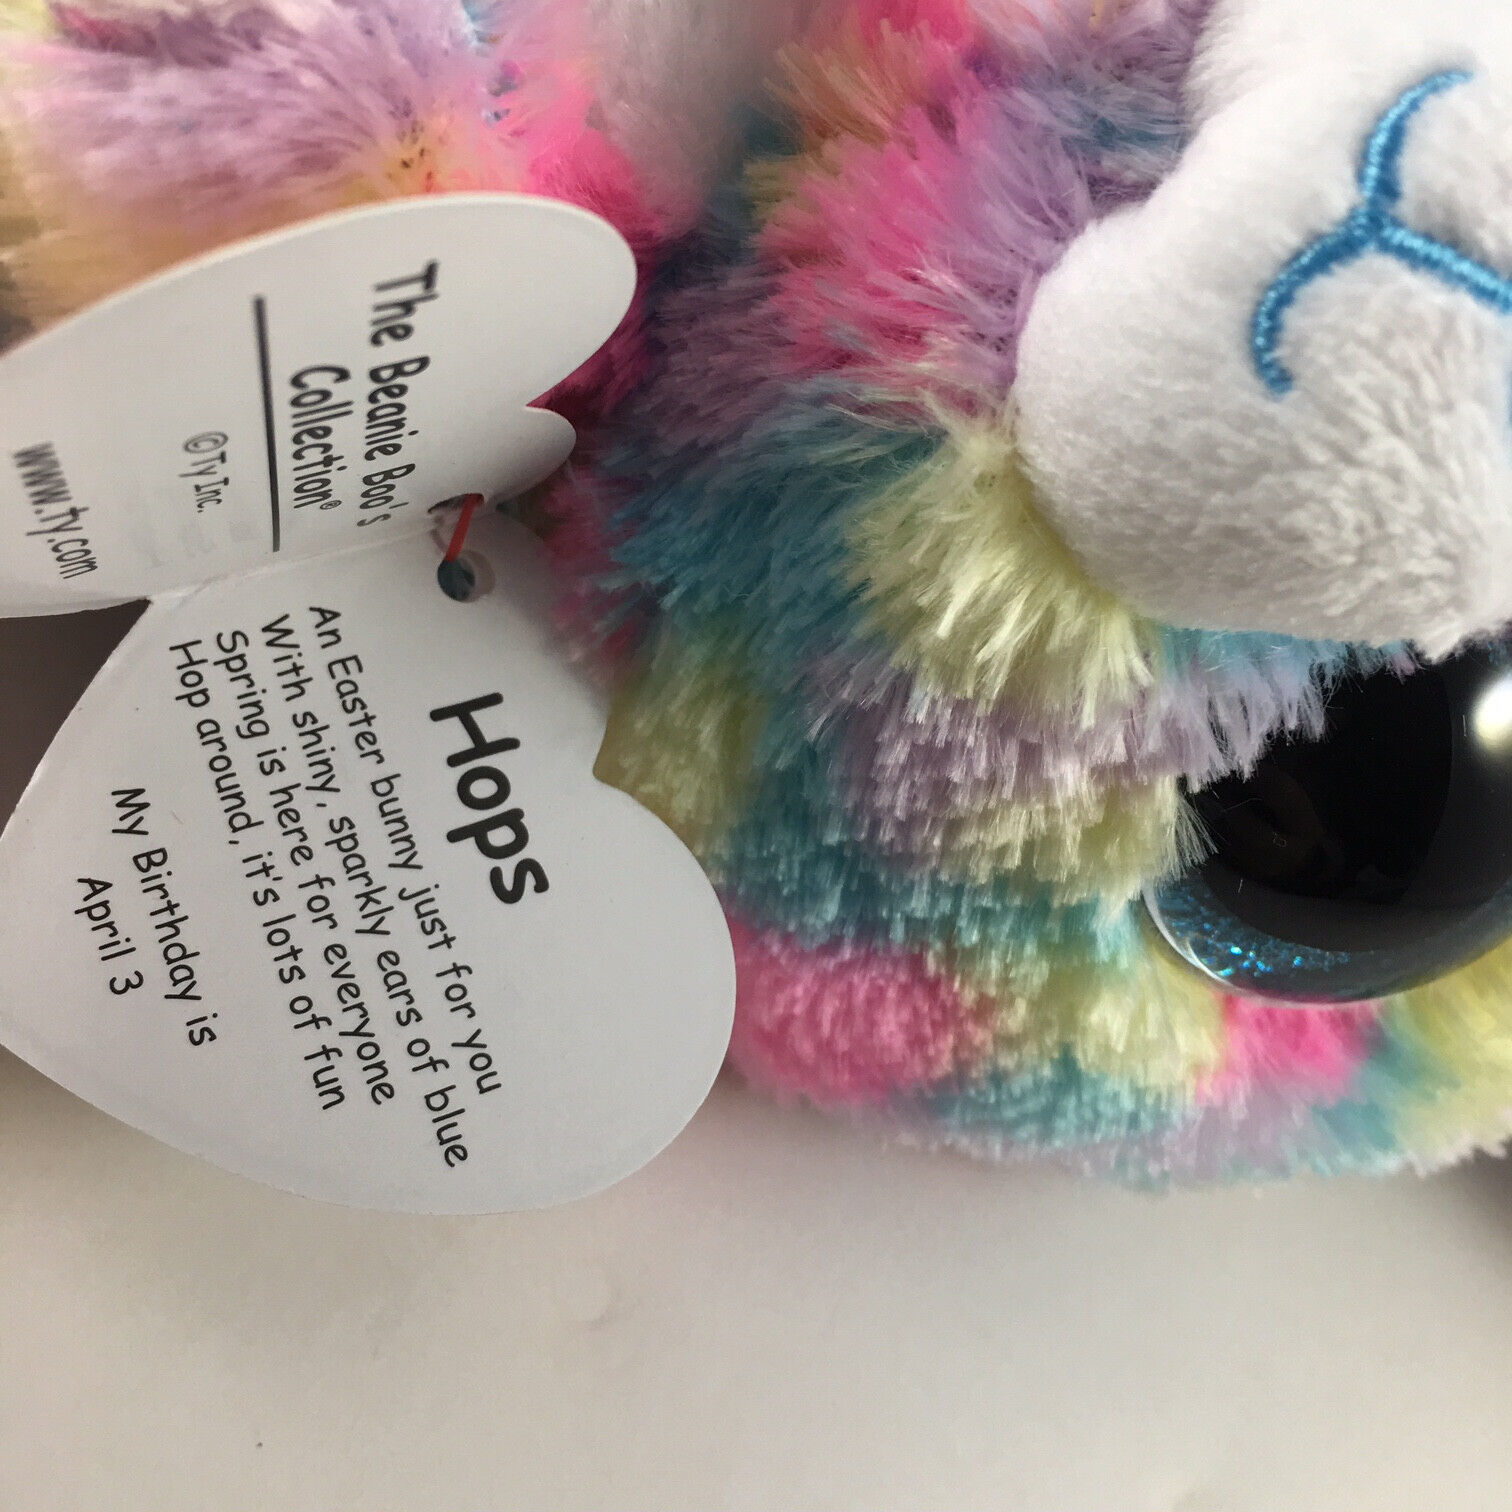 The Beanie Boo's
Collection®
©Ty Inc.
www.ty.com
Hops
An Easter bunny just for you
With shiny, sparkly ears of blue
Spring is here for everyone
Hop around, it's lots of fun
My Birthday is
April 3